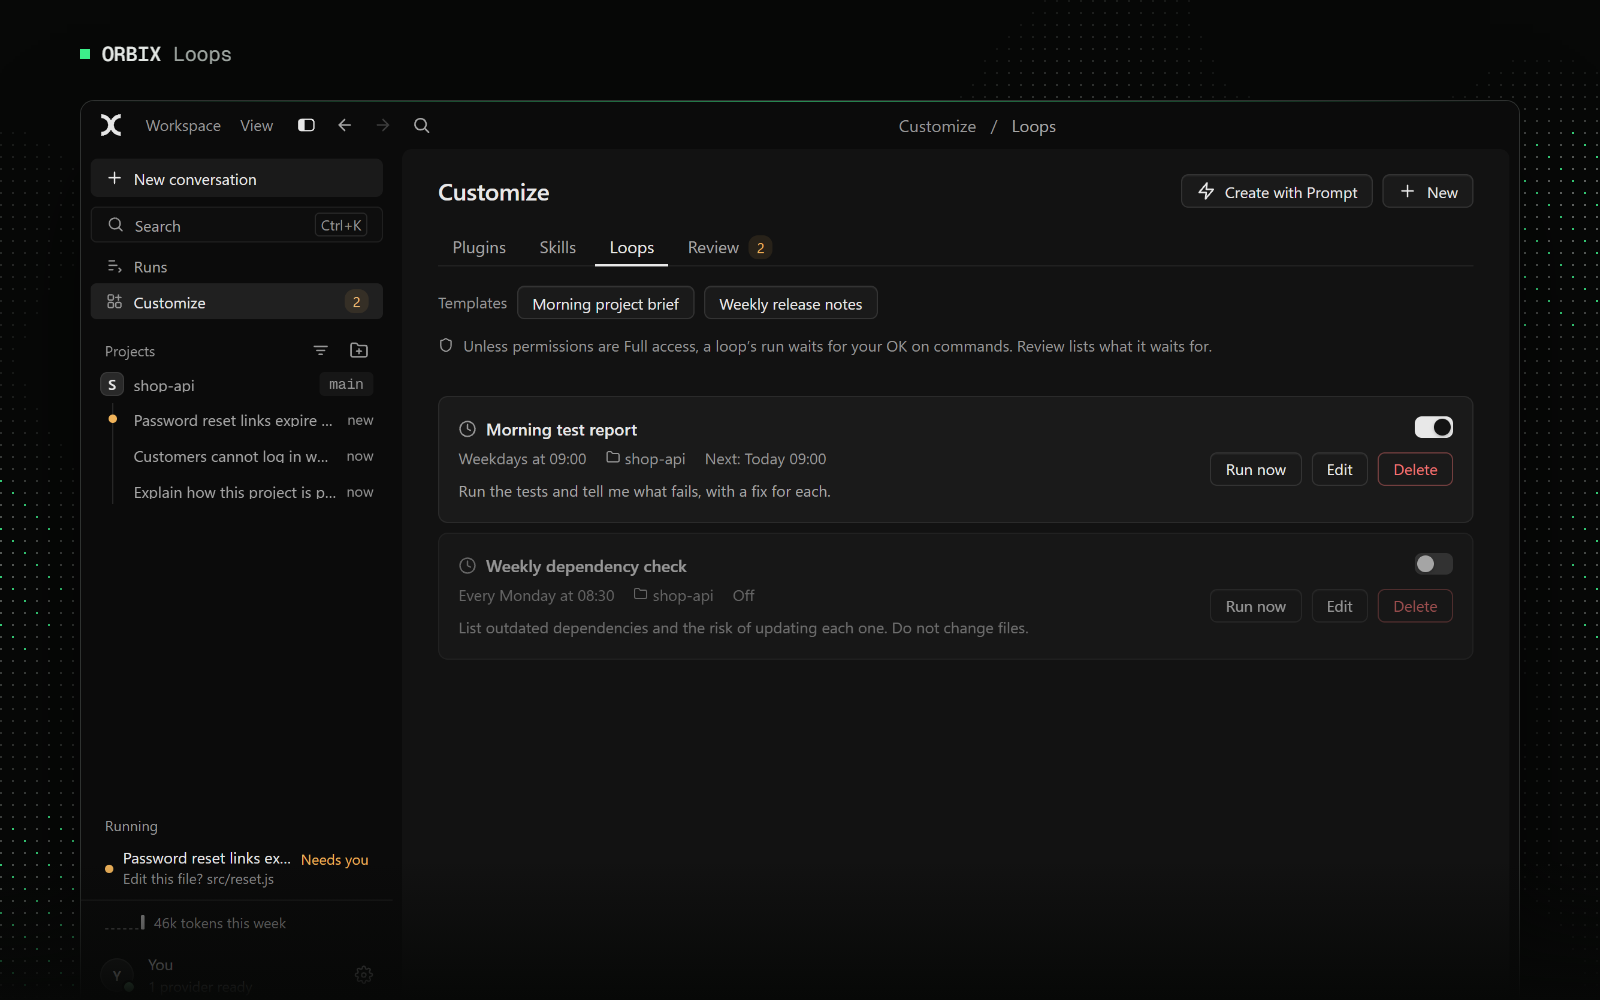 ORBIX Loops
Workspace View
Customize / Loops
New conversation
Search Ctrl+K
Runs
Customize 2
Projects
S shop-api main
Password reset links expire ... new
Customers cannot log in w... now
Explain how this project is p... now
Running
Password reset links ex... Needs you
Edit this file? src/reset.js
46k tokens this week
Y You
1 provider ready
Customize
Create with Prompt
New
Plugins Skills Loops Review 2
Templates Morning project brief Weekly release notes
Unless permissions are Full access, a loop's run waits for your OK on commands. Review lists what it waits for.
Morning test report
Weekdays at 09:00 shop-api Next: Today 09:00
Run the tests and tell me what fails, with a fix for each.
Run now Edit Delete
Weekly dependency check
Every Monday at 08:30 shop-api Off
List outdated dependencies and the risk of updating each one. Do not change files.
Run now Edit Delete